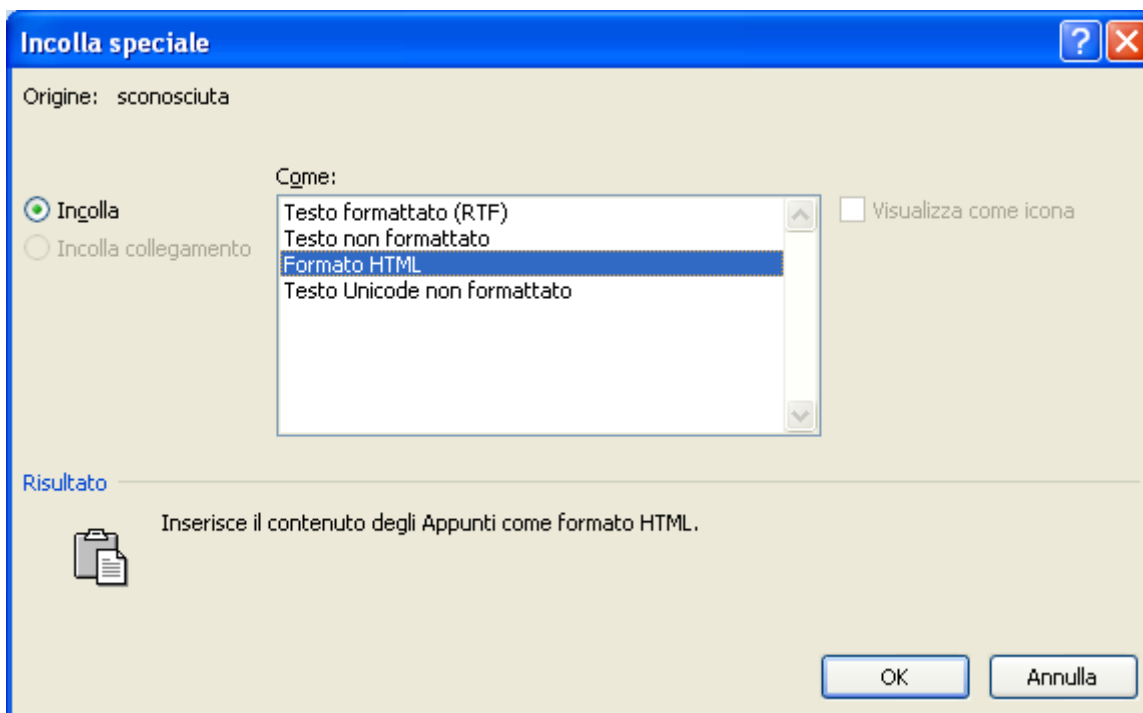 Incolla speciale
Origine: sconosciuta
Come:
Incolla
Incolla collegamento
Testo formattato (RTF)
Testo non formattato
Formato HTML
Testo Unicode non formattato
Visualizza come icona
Risultato
Inserisce il contenuto degli Appunti come formato HTML.
OK
Annulla